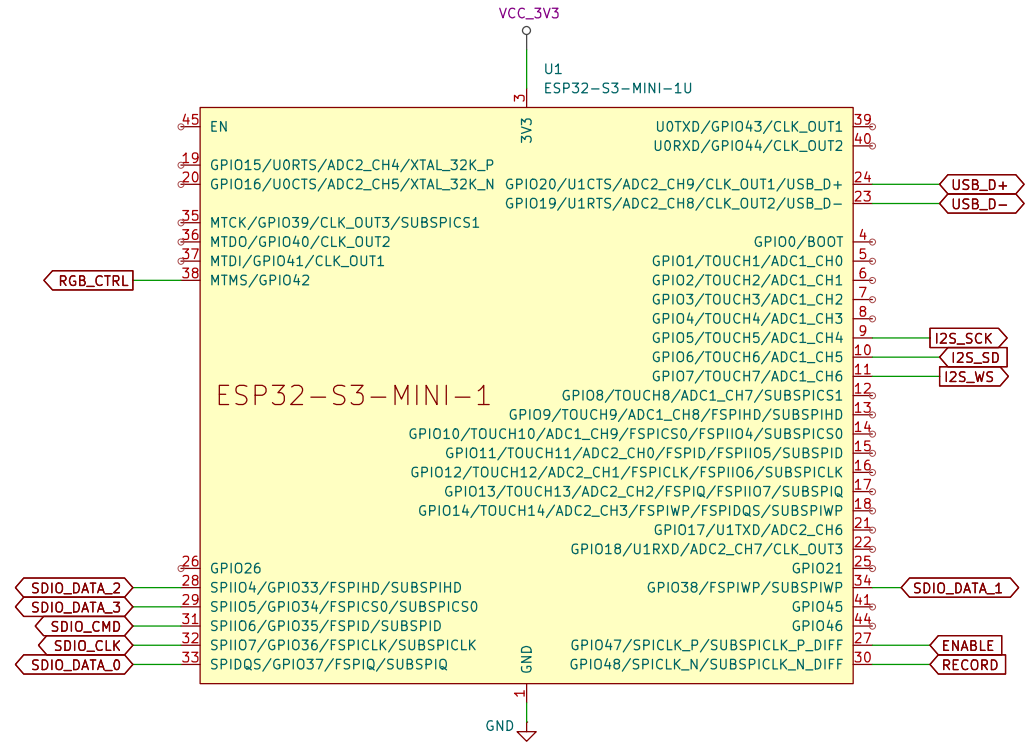 VCC_3V3
U1
ESP32-S3-MINI-1U
3
3V3
45 EN
19 GPIO15/U0RTS/ADC2_CH4/XTAL_32K_P
20 GPIO16/U0CTS/ADC2_CH5/XTAL_32K_N
35 MTCK/GPIO39/CLK_OUT3/SUBSPICS1
36 MTDO/GPIO40/CLK_OUT2
37 MTDI/GPIO41/CLK_OUT1
RGB_CTRL 38 MTMS/GPIO42
ESP32-S3-MINI-1
26 GPIO26
SDIO_DATA_2 28 SPIIO4/GPIO33/FSPIHD/SUBSPIHD
SDIO_DATA_3 29 SPIIO5/GPIO34/FSPICS0/SUBSPICS0
SDIO_CMD 31 SPIIO6/GPIO35/FSPID/SUBSPID
SDIO_CLK 32 SPIIO7/GPIO36/FSPICLK/SUBSPICLK
SDIO_DATA_0 33 SPIDQS/GPIO37/FSPIQ/SUBSPIQ
U0TXD/GPIO43/CLK_OUT1 39
U0RXD/GPIO44/CLK_OUT2 40
GPIO20/U1CTS/ADC2_CH9/CLK_OUT1/USB_D+ 24 USB_D+
GPIO19/U1RTS/ADC2_CH8/CLK_OUT2/USB_D- 23 USB_D-
GPIO0/BOOT 4
GPIO1/TOUCH1/ADC1_CH0 5
GPIO2/TOUCH2/ADC1_CH1 6
GPIO3/TOUCH3/ADC1_CH2 7
GPIO4/TOUCH4/ADC1_CH3 8
GPIO5/TOUCH5/ADC1_CH4 9 I2S_SCK
GPIO6/TOUCH6/ADC1_CH5 10 I2S_SD
GPIO7/TOUCH7/ADC1_CH6 11 I2S_WS
GPIO8/TOUCH8/ADC1_CH7/SUBSPICS1 12
GPIO9/TOUCH9/ADC1_CH8/FSPIHD/SUBSPIHD 13
GPIO10/TOUCH10/ADC1_CH9/FSPICS0/FSPIIO4/SUBSPICS0 14
GPIO11/TOUCH11/ADC2_CH0/FSPID/FSPIIO5/SUBSPID 15
GPIO12/TOUCH12/ADC2_CH1/FSPICLK/FSPIIO6/SUBSPICLK 16
GPIO13/TOUCH13/ADC2_CH2/FSPIQ/FSPIIO7/SUBSPIQ 17
GPIO14/TOUCH14/ADC2_CH3/FSPIWP/FSPIDQS/SUBSPIWP 18
GPIO17/U1TXD/ADC2_CH6 21
GPIO18/U1RXD/ADC2_CH7/CLK_OUT3 22
GPIO21 25
GPIO38/FSPIWP/SUBSPIWP 34 SDIO_DATA_1
GPIO45 41
GPIO46 44
GPIO47/SPICLK_P/SUBSPICLK_P_DIFF 27 ENABLE
GPIO48/SPICLK_N/SUBSPICLK_N_DIFF 30 RECORD
GND
1
GND